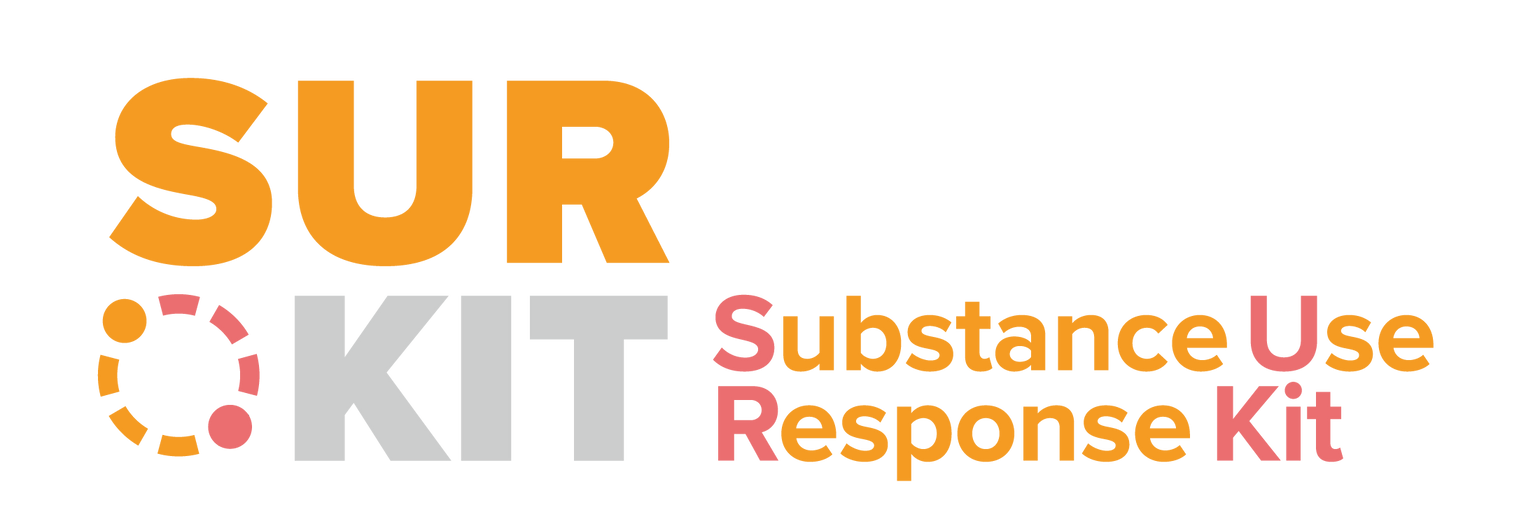 SUR
KIT
Substance Use
Response Kit